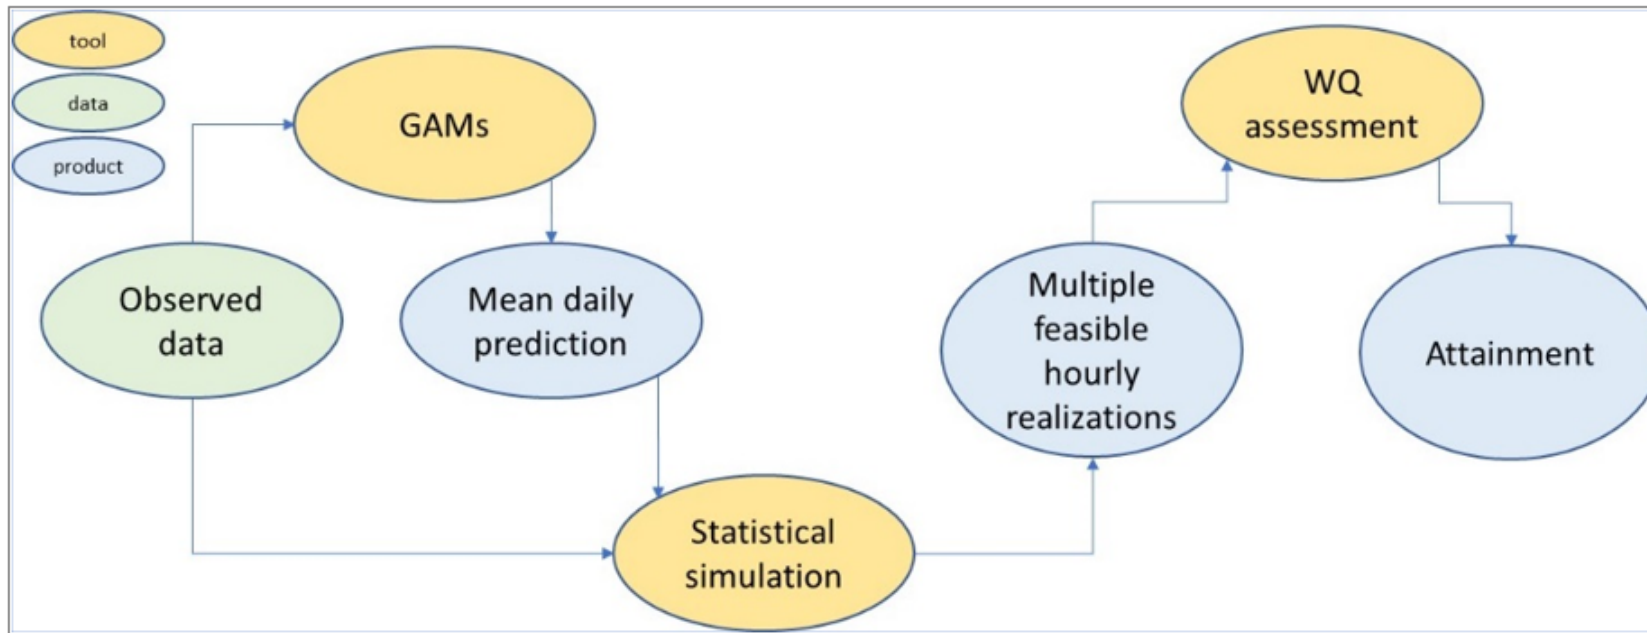 tool
data
product
GAMs
Observed
data
Mean daily
prediction
Statistical
simulation
Multiple
feasible
hourly
realizations
WQ
assessment
Attainment